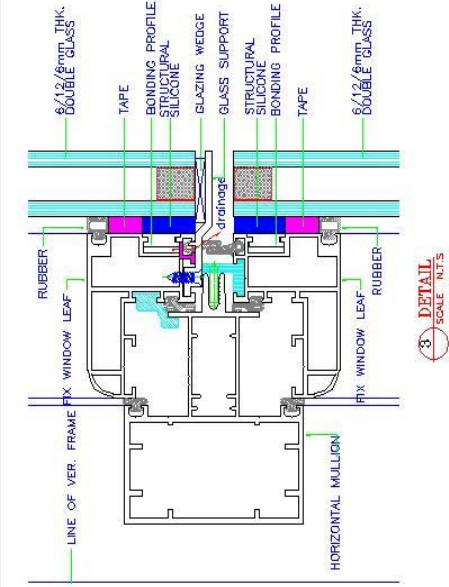 6/12/6mm THK.
DOUBLE GLASS
TAPE
BONDING PROFILE
STRUCTURAL
SILICONE
GLAZING WEDGE
GLASS SUPPORT
STRUCTURAL
SILICONE
BONDING PROFILE
TAPE
6/12/6mm THK.
DOUBLE GLASS
drainage
RUBBER
FIX WINDOW LEAF
LINE OF VER. FRAME
RUBBER
FIX WINDOW LEAF
HORIZONTAL MULLION
3 DETAIL
SCALE N.T.S